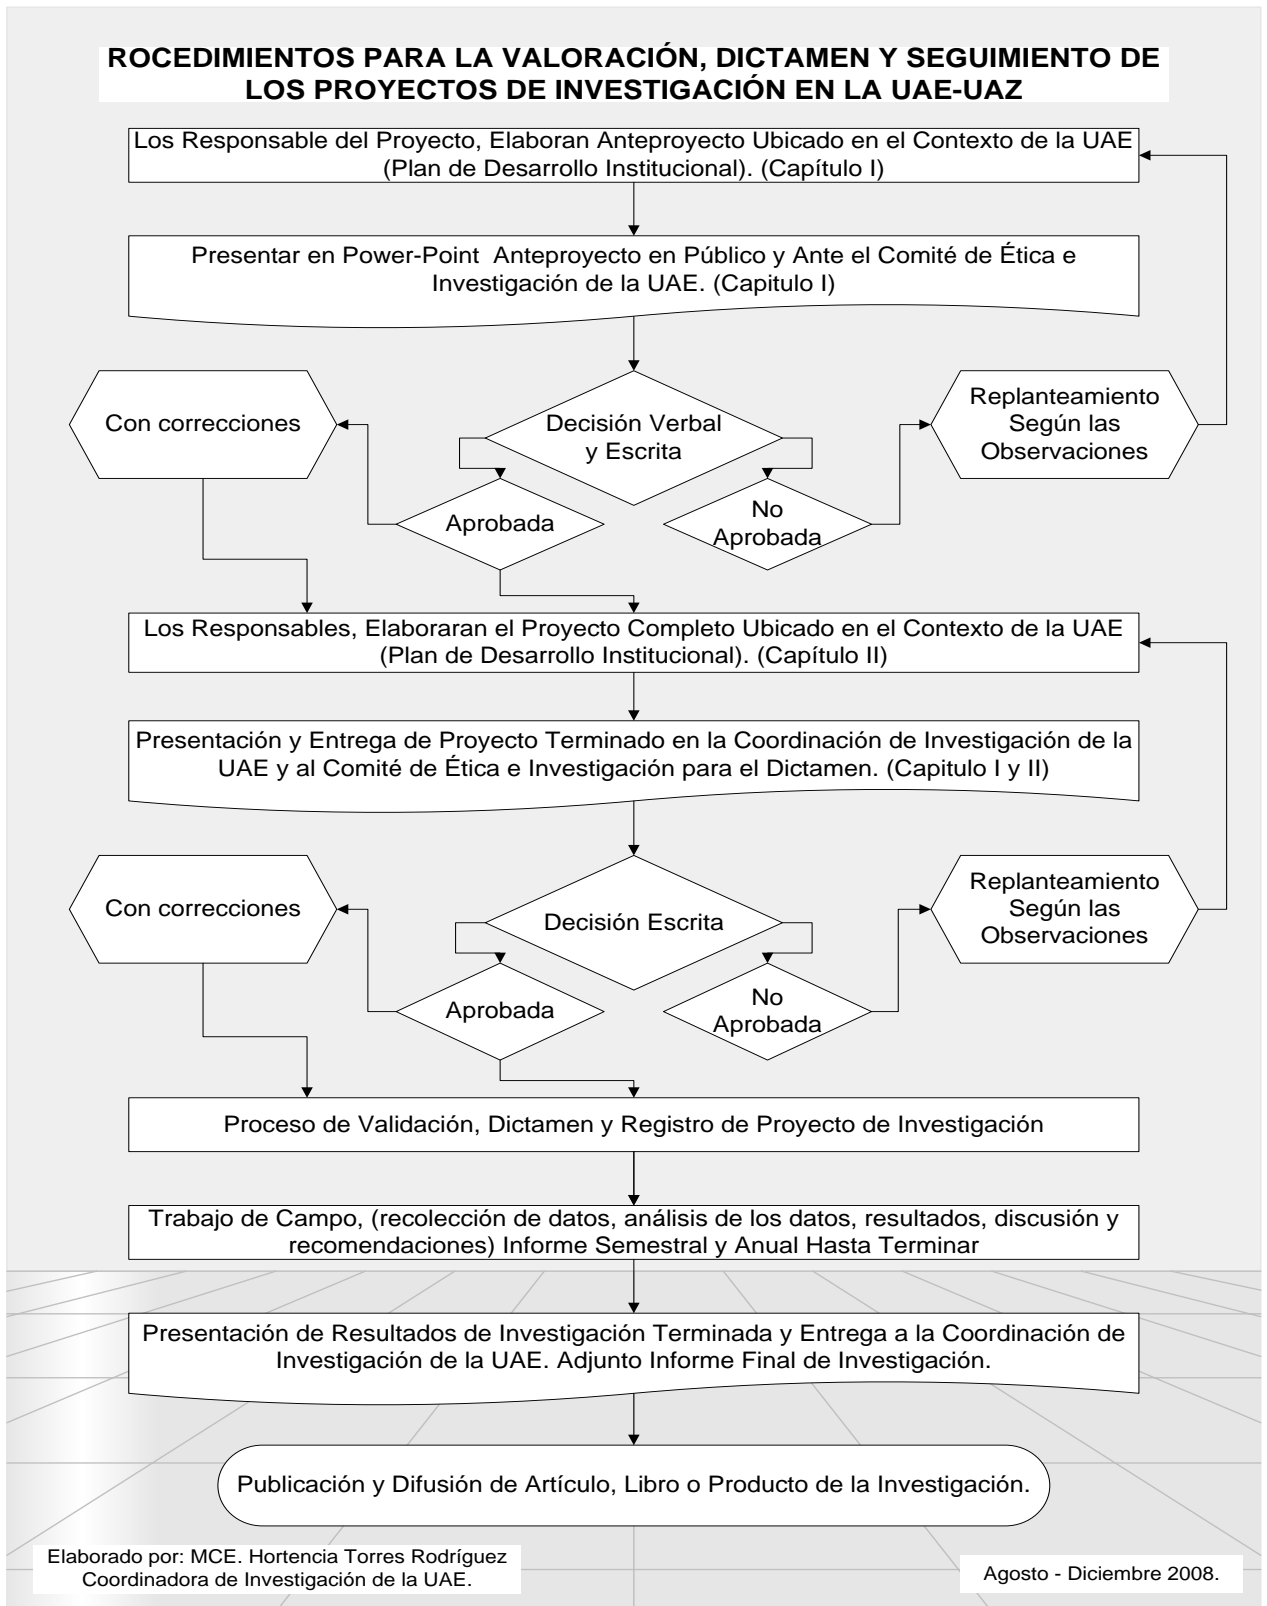 ROCEDIMIENTOS PARA LA VALORACIÓN, DICTAMEN Y SEGUIMIENTO DE
LOS PROYECTOS DE INVESTIGACIÓN EN LA UAE-UAZ
Los Responsable del Proyecto, Elaboran Anteproyecto Ubicado en el Contexto de la UAE
(Plan de Desarrollo Institucional). (Capítulo I)
Presentar en Power-Point Anteproyecto en Público y Ante el Comité de Ética e
Investigación de la UAE. (Capitulo I)
Con correcciones
Decisión Verbal
y Escrita
Replanteamiento
Según las
Observaciones
Aprobada
No
Aprobada
Los Responsables, Elaboraran el Proyecto Completo Ubicado en el Contexto de la UAE
(Plan de Desarrollo Institucional). (Capítulo II)
Presentación y Entrega de Proyecto Terminado en la Coordinación de Investigación de la
UAE y al Comité de Ética e Investigación para el Dictamen. (Capitulo I y II)
Con correcciones
Decisión Escrita
Replanteamiento
Según las
Observaciones
Aprobada
No
Aprobada
Proceso de Validación, Dictamen y Registro de Proyecto de Investigación
Trabajo de Campo, (recolección de datos, análisis de los datos, resultados, discusión y
recomendaciones) Informe Semestral y Anual Hasta Terminar
Presentación de Resultados de Investigación Terminada y Entrega a la Coordinación de
Investigación de la UAE. Adjunto Informe Final de Investigación.
Publicación y Difusión de Artículo, Libro o Producto de la Investigación.
Elaborado por: MCE. Hortencia Torres Rodríguez
Coordinadora de Investigación de la UAE.
Agosto - Diciembre 2008.